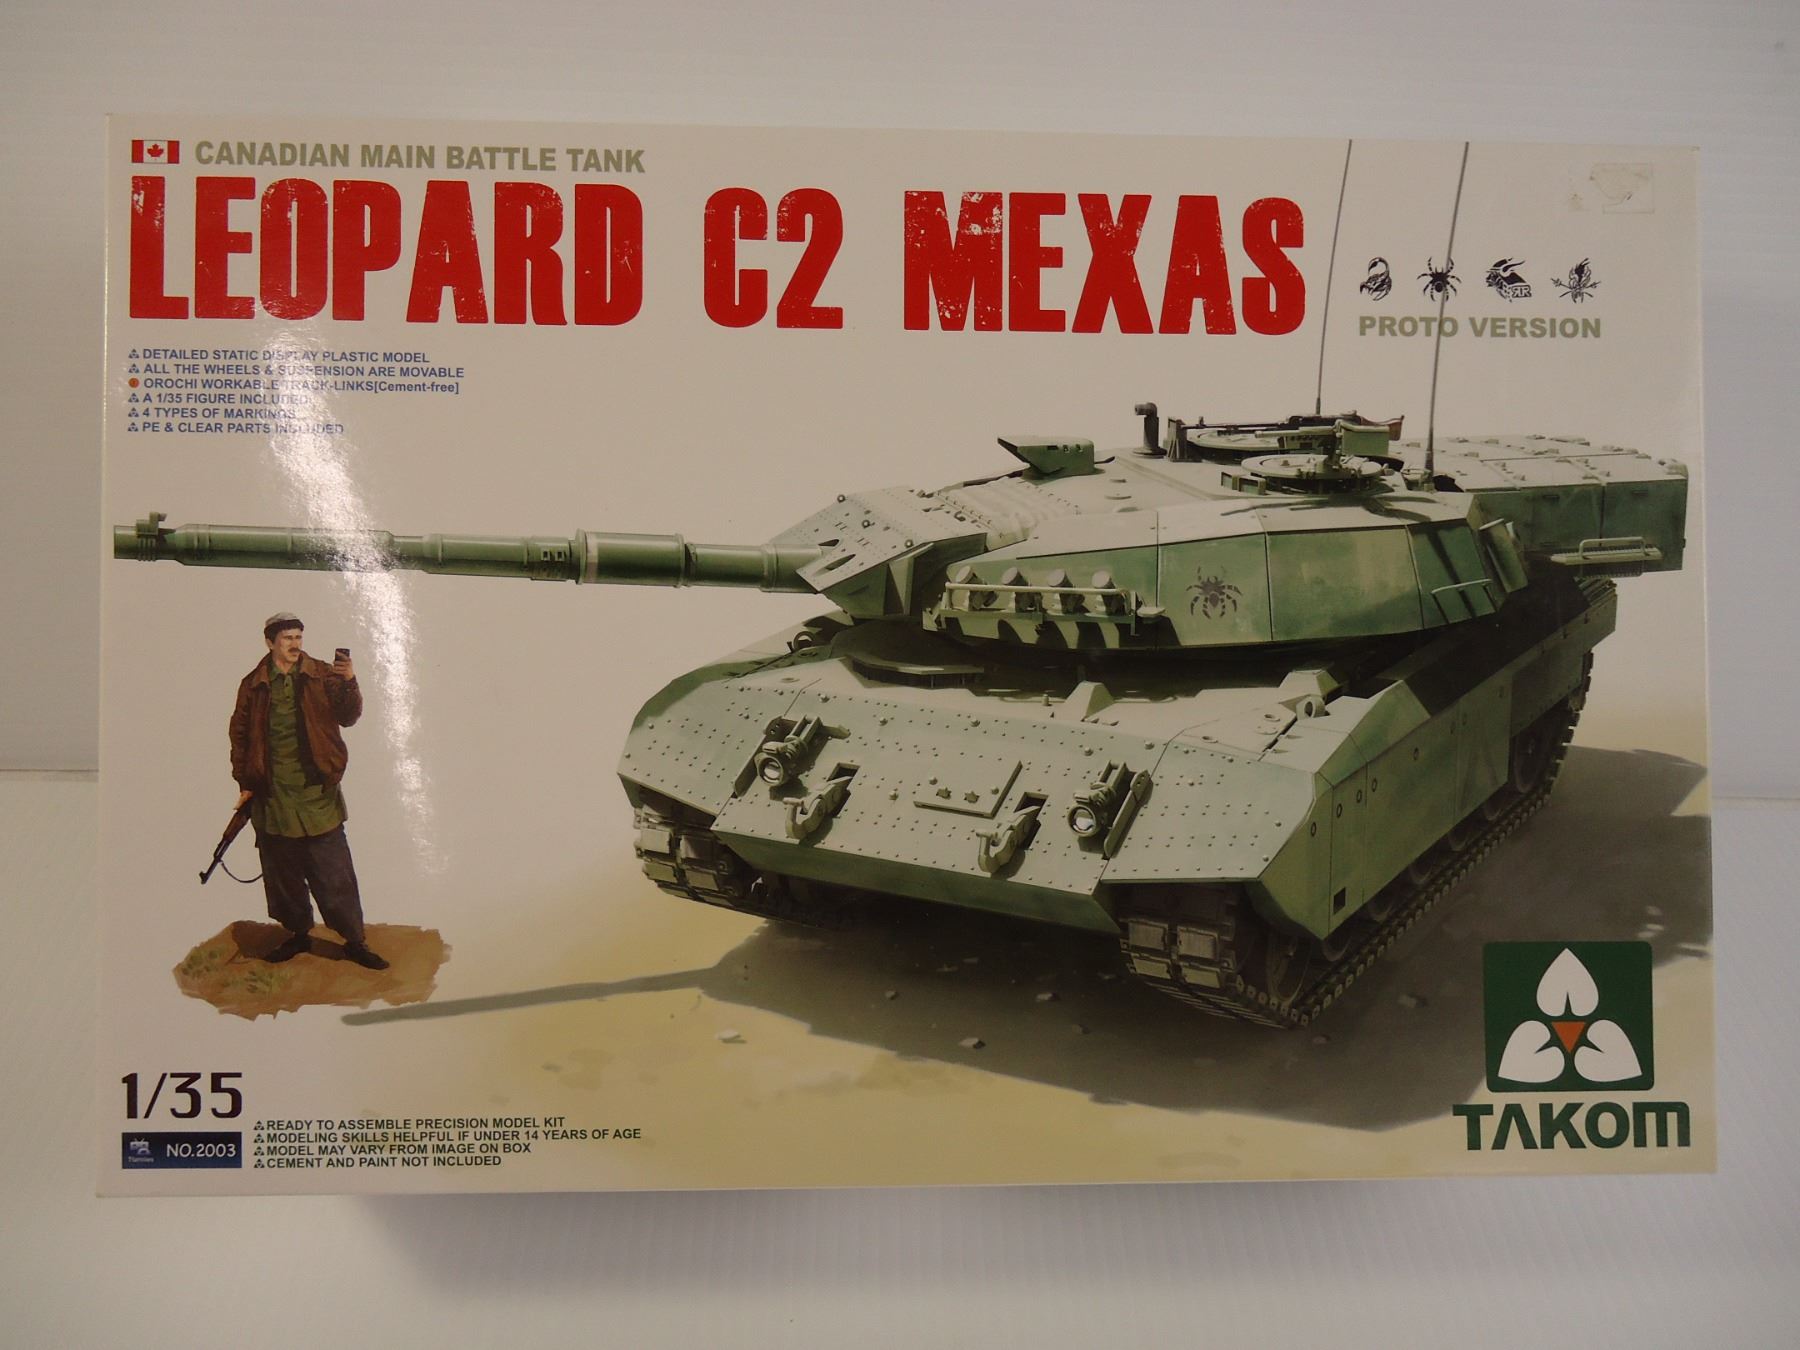 CANADIAN MAIN BATTLE TANK
LEOPARD C2 MEXAS
PROTO VERSION
DETAILED STATIC DISPLAY PLASTIC MODEL
ALL THE WHEELS & SUSPENSION ARE MOVABLE
OROCHI WORKABLE TRACK-LINKS[Cement-free]
A 1/35 FIGURE INCLUDED
4 TYPES OF MARKINGS
PE & CLEAR PARTS INCLUDED
1/35
NO.2003
READY TO ASSEMBLE PRECISION MODEL KIT
MODELING SKILLS HELPFUL IF UNDER 14 YEARS OF AGE
MODEL MAY VARY FROM IMAGE ON BOX
CEMENT AND PAINT NOT INCLUDED
TAKOM